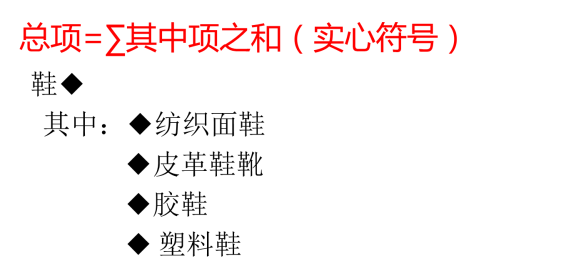 总项=∑其中项之和（实心符号）
鞋◆
其中：◆纺织面鞋
◆皮革鞋靴
◆胶鞋
◆ 塑料鞋